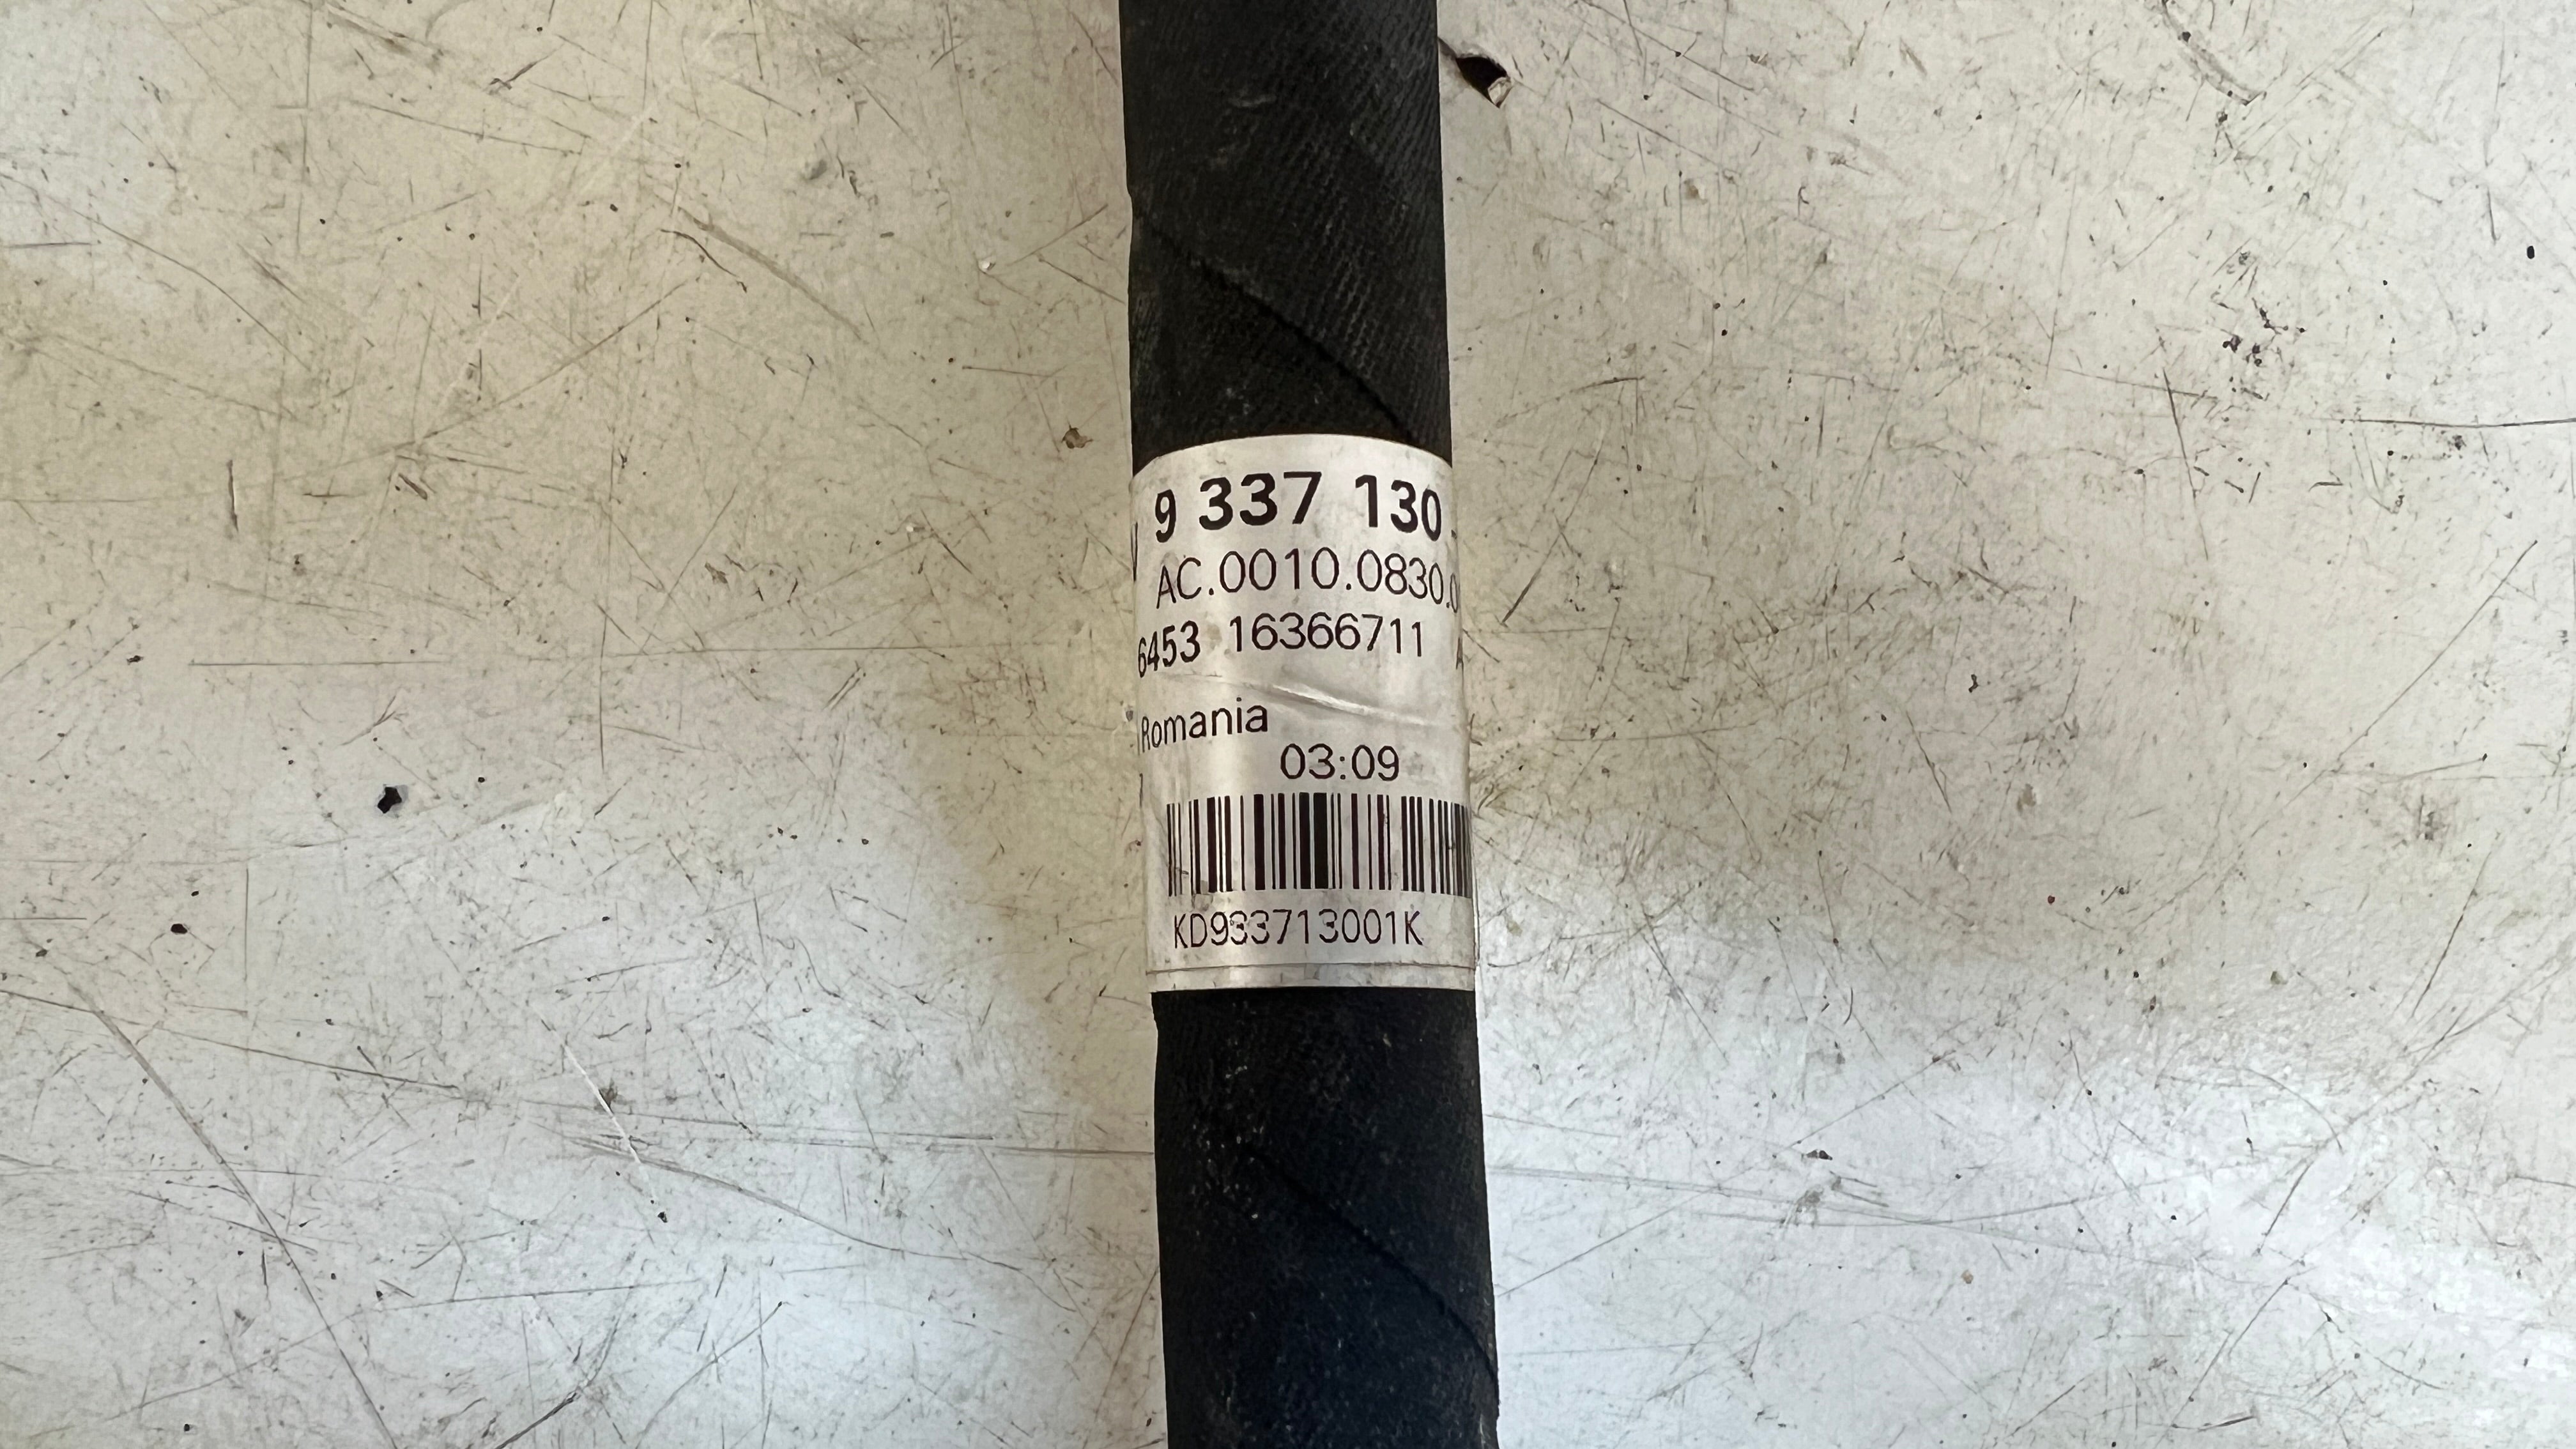 9 337 130
AC.0010.0830.0
6453 16366711
Romania
03:09
KD933713001K